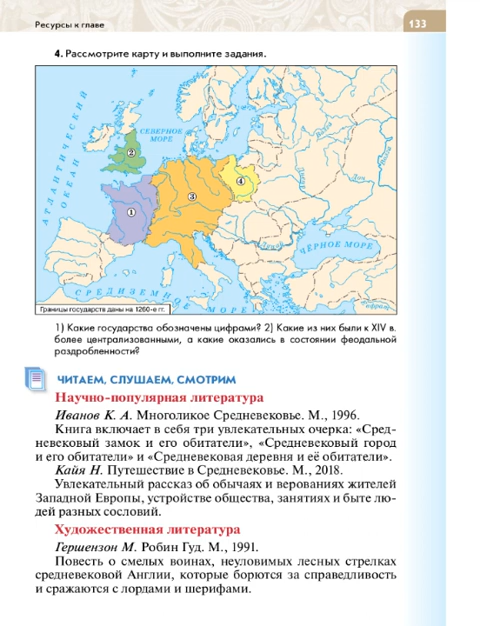 Ресурсы к главе
133
4. Рассмотрите карту и выполните задания.
АТЛАНТИЧЕСКИЙ
ОКЕАН
СЕВЕРНОЕ
МОРЕ
2
4
3
1
Дунай
ЧЁРНОЕ МОРЕ
СРЕДИЗЕМНОЕ
МОРЕ
Границы государств даны на 1260-е гг.
1) Какие государства обозначены цифрами? 2) Какие из них были к XIV в.
более централизованными, а какие оказались в состоянии феодальной
раздробленности?
ЧИТАЕМ, СЛУШАЕМ, СМОТРИМ
Научно-популярная литература
Иванов К. А. Многоликое Средневековье. М., 1996.
Книга включает в себя три увлекательных очерка: «Сред-
невековый замок и его обитатели», «Средневековый город
и его обитатели» и «Средневековая деревня и её обитатели».
Кайя Н. Путешествие в Средневековье. М., 2018.
Увлекательный рассказ об обычаях и верованиях жителей
Западной Европы, устройстве общества, занятиях и быте лю-
дей разных сословий.
Художественная литература
Гершензон М. Робин Гуд. М., 1991.
Повесть о смелых воинах, неуловимых лесных стрелках
средневековой Англии, которые борются за справедливость
и сражаются с лордами и шерифами.